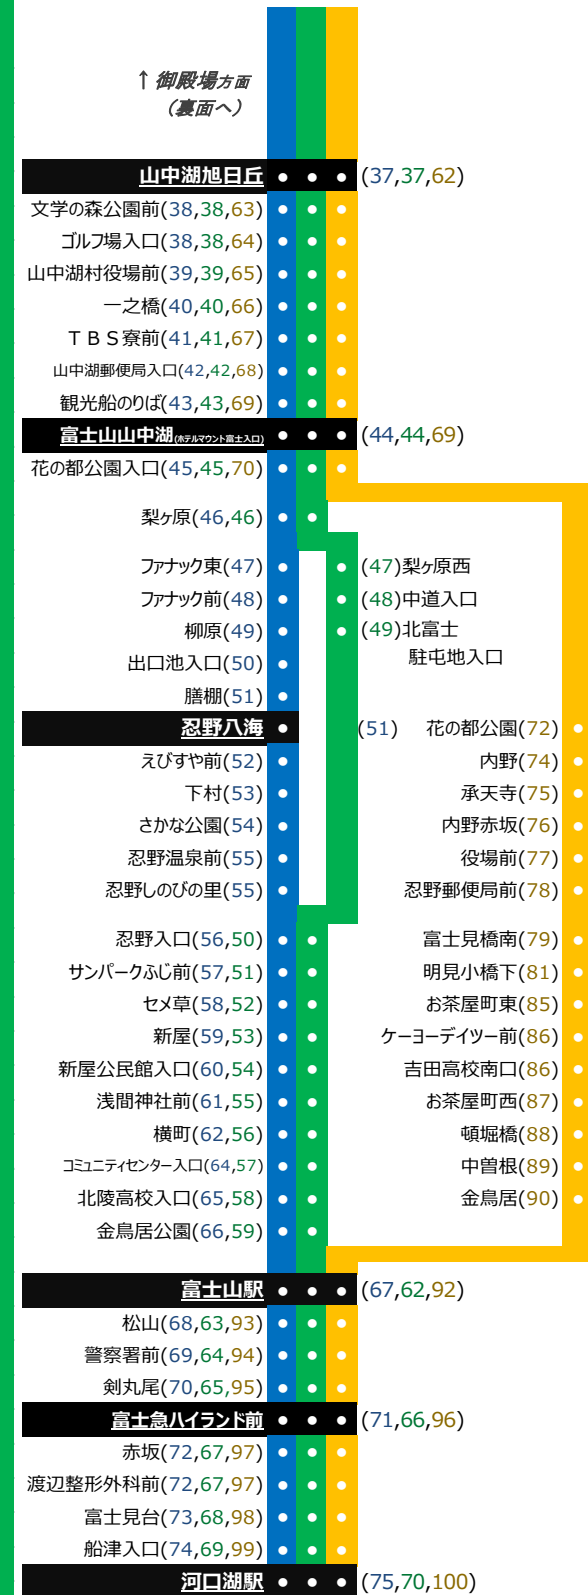 ↑ 御殿場方面
（裏面へ）
山中湖旭日丘 (37,37,62)
文学の森公園前(38,38,63)
ゴルフ場入口(38,38,64)
山中湖村役場前(39,39,65)
一之橋(40,40,66)
ＴＢＳ寮前(41,41,67)
山中湖郵便局入口(42,42,68)
観光船のりば(43,43,69)
富士山山中湖(ホテルマウント富士入口) (44,44,69)
花の都公園入口(45,45,70)
梨ヶ原(46,46)
ファナック東(47) (47)梨ヶ原西
ファナック前(48) (48)中道入口
柳原(49) (49)北富士
出口池入口(50) 駐屯地入口
膳棚(51)
忍野八海 (51) 花の都公園(72)
えびすや前(52) 内野(74)
下村(53) 承天寺(75)
さかな公園(54) 内野赤坂(76)
忍野温泉前(55) 役場前(77)
忍野しのびの里(55) 忍野郵便局前(78)
忍野入口(56,50) 富士見橋南(79)
サンパークふじ前(57,51) 明見小橋下(81)
セメ草(58,52) お茶屋町東(85)
新屋(59,53) ケーヨーデイツー前(86)
新屋公民館入口(60,54) 吉田高校南口(86)
浅間神社前(61,55) お茶屋町西(87)
横町(62,56) 頓堀橋(88)
コミュニティセンター入口(64,57) 中曽根(89)
北陵高校入口(65,58) 金鳥居(90)
金鳥居公園(66,59)
富士山駅 (67,62,92)
松山(68,63,93)
警察署前(69,64,94)
剣丸尾(70,65,95)
富士急ハイランド前 (71,66,96)
赤坂(72,67,97)
渡辺整形外科前(72,67,97)
富士見台(73,68,98)
船津入口(74,69,99)
河口湖駅 (75,70,100)